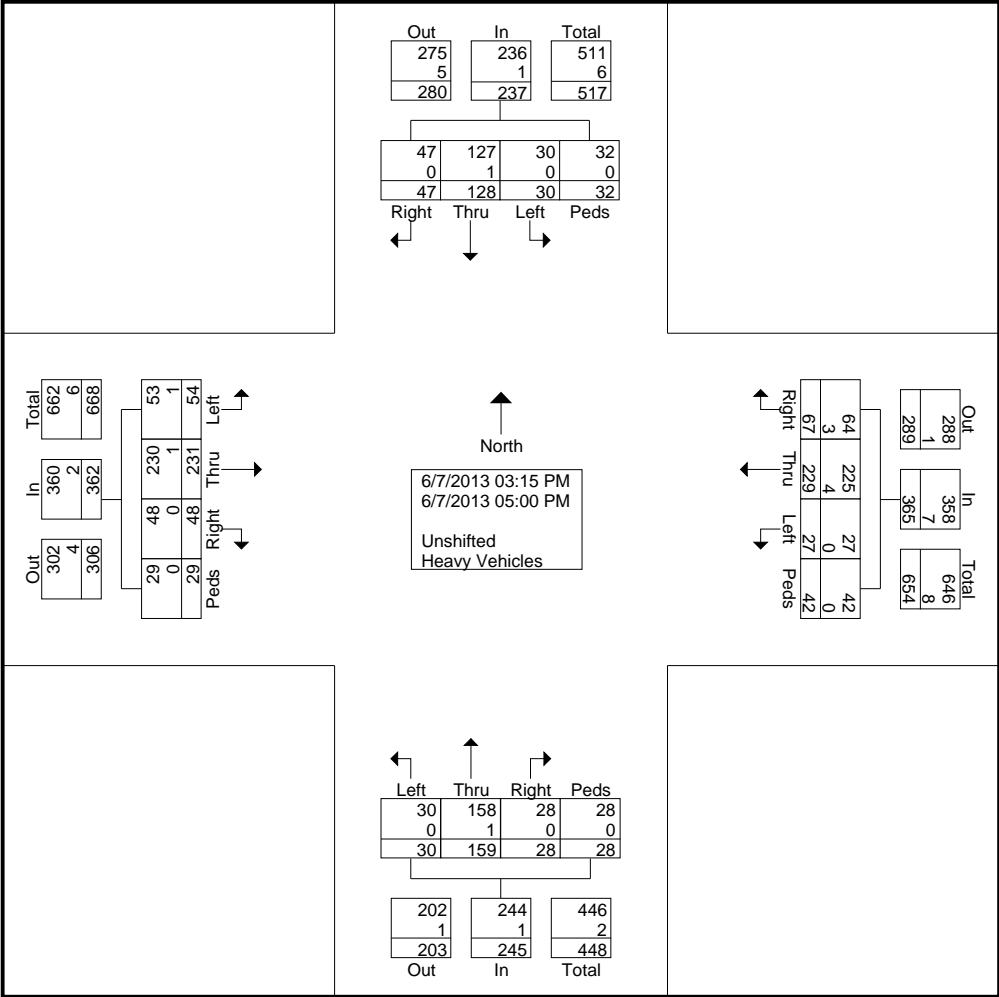 Out In Total
275 236 511
5 1 6
280 237 517
47 127 30 32
0 1 0 0
47 128 30 32
Right Thru Left Peds
Total
662
6
668
In
360
2
362
Out
302
4
306
53 1 54 Left
230 1 231 Thru
48 0 48 Right
29 0 29 Peds
North
6/7/2013 03:15 PM
6/7/2013 05:00 PM
Unshifted
Heavy Vehicles
Right 67 3 64
Thru 229 4 225
Left 27 0 27
Peds 42 0 42
Out
288
1
289
In
358
7
365
Total
646
8
654
Left Thru Right Peds
30 158 28 28
0 1 0 0
30 159 28 28
202 244 446
1 1 2
203 245 448
Out In Total